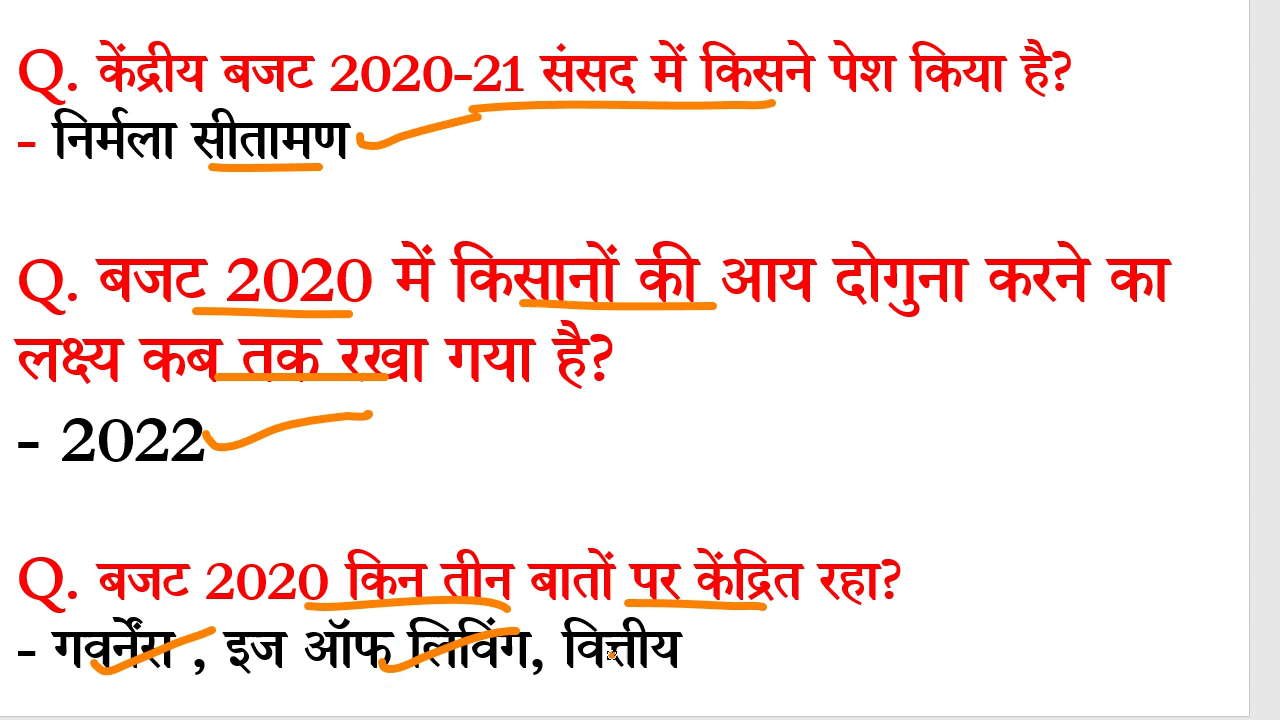 Q. केंद्रीय बजट 2020-21 संसद में किसने पेश किया है?
- निर्मला सीतामण
Q. बजट 2020 में किसानों की आय दोगुना करने का
लक्ष्य कब तक रखा गया है?
- 2022
Q. बजट 2020 किन तीन बातों पर केंद्रित रहा?
- गवर्नेंस , इज ऑफ लिविंग, वित्तीय